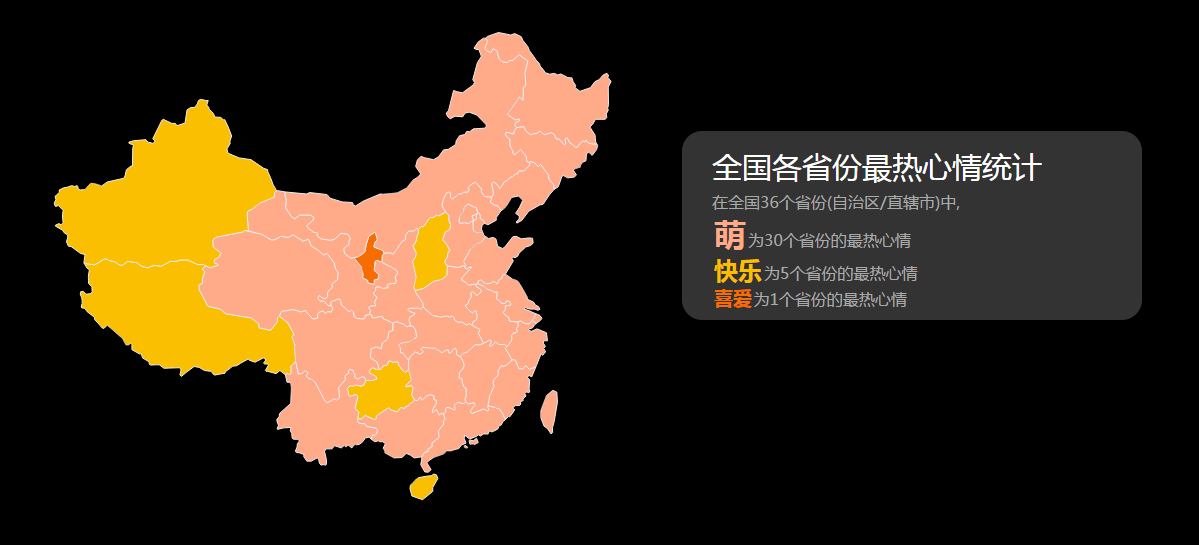 全国各省份最热心情统计
在全国36个省份(自治区/直辖市)中,
萌为30个省份的最热心情
快乐为5个省份的最热心情
喜爱为1个省份的最热心情